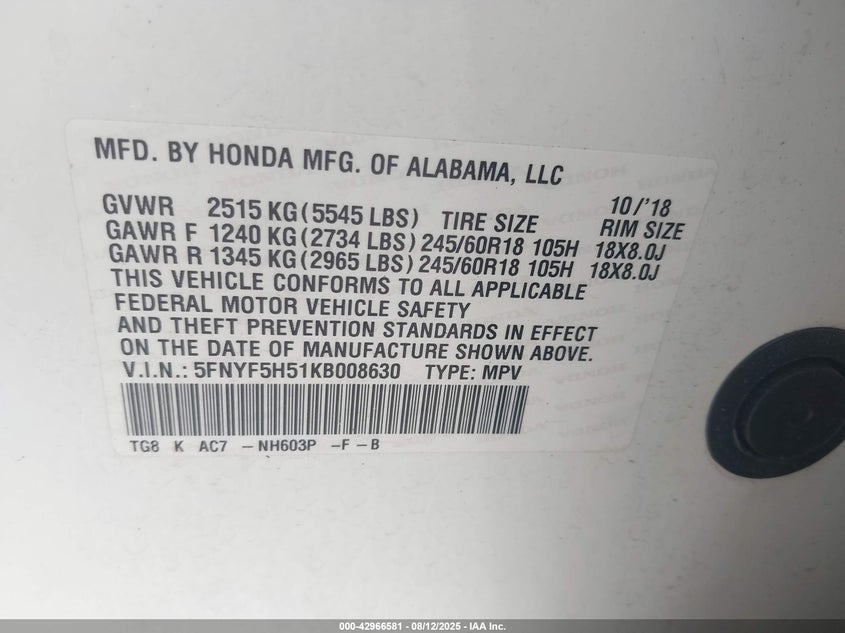 MFD. BY HONDA MFG. OF ALABAMA, LLC
10/'18
GVWR 2515 KG (5545 LBS) TIRE SIZE RIM SIZE
GAWR F 1240 KG (2734 LBS) 245/60R18 105H 18X8.0J
GAWR R 1345 KG (2965 LBS) 245/60R18 105H 18X8.0J
THIS VEHICLE CONFORMS TO ALL APPLICABLE
FEDERAL MOTOR VEHICLE SAFETY
AND THEFT PREVENTION STANDARDS IN EFFECT
ON THE DATE OF MANUFACTURE SHOWN ABOVE.
V.I.N.: 5FNYF5H51KB008630 TYPE: MPV
TG8 K AC7 -NH603P -F-B
000-42966581 - 08/12/2025 - IAA Inc.